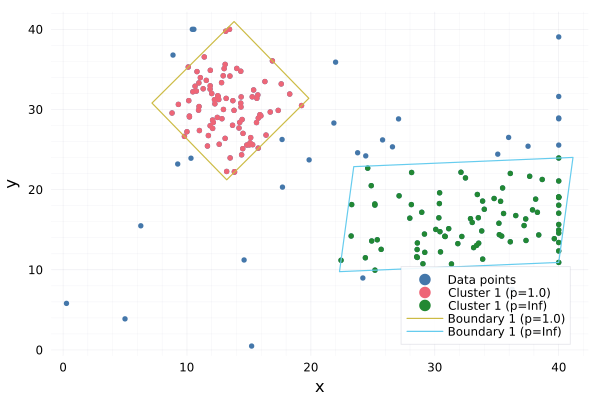 40
30
20
10
0
y
0
10
20
30
40
x
Data points
Cluster 1 (p=1.0)
Cluster 1 (p=Inf)
Boundary 1 (p=1.0)
Boundary 1 (p=Inf)